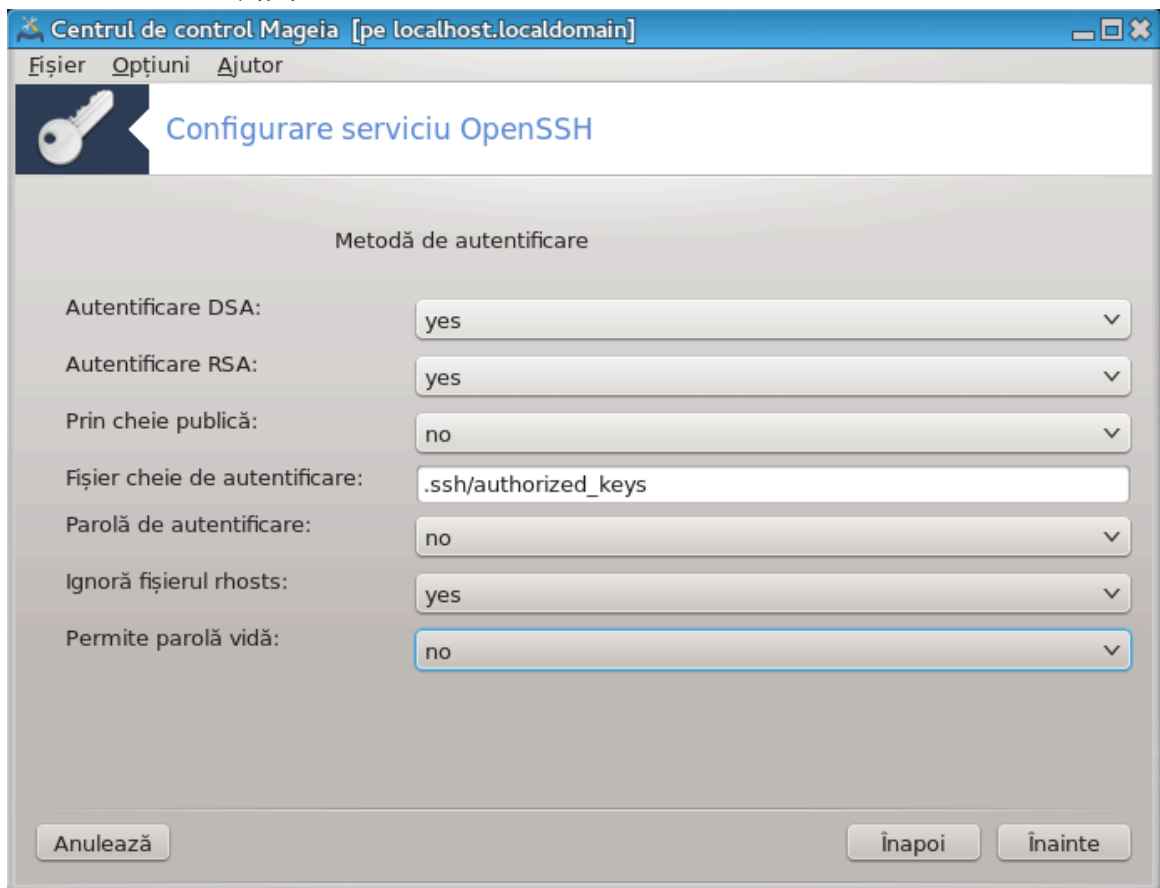 Centrul de control Mageia [pe localhost.localdomain]
Fișier Opțiuni Ajutor
Configurare serviciu OpenSSH
Metodă de autentificare
Autentificare DSA: yes
Autentificare RSA: yes
Prin cheie publică: no
Fișier cheie de autentificare: .ssh/authorized_keys
Parolă de autentificare: no
Ignoră fișierul rhosts: yes
Permite parolă vidă: no
Anulează Înapoi Înainte